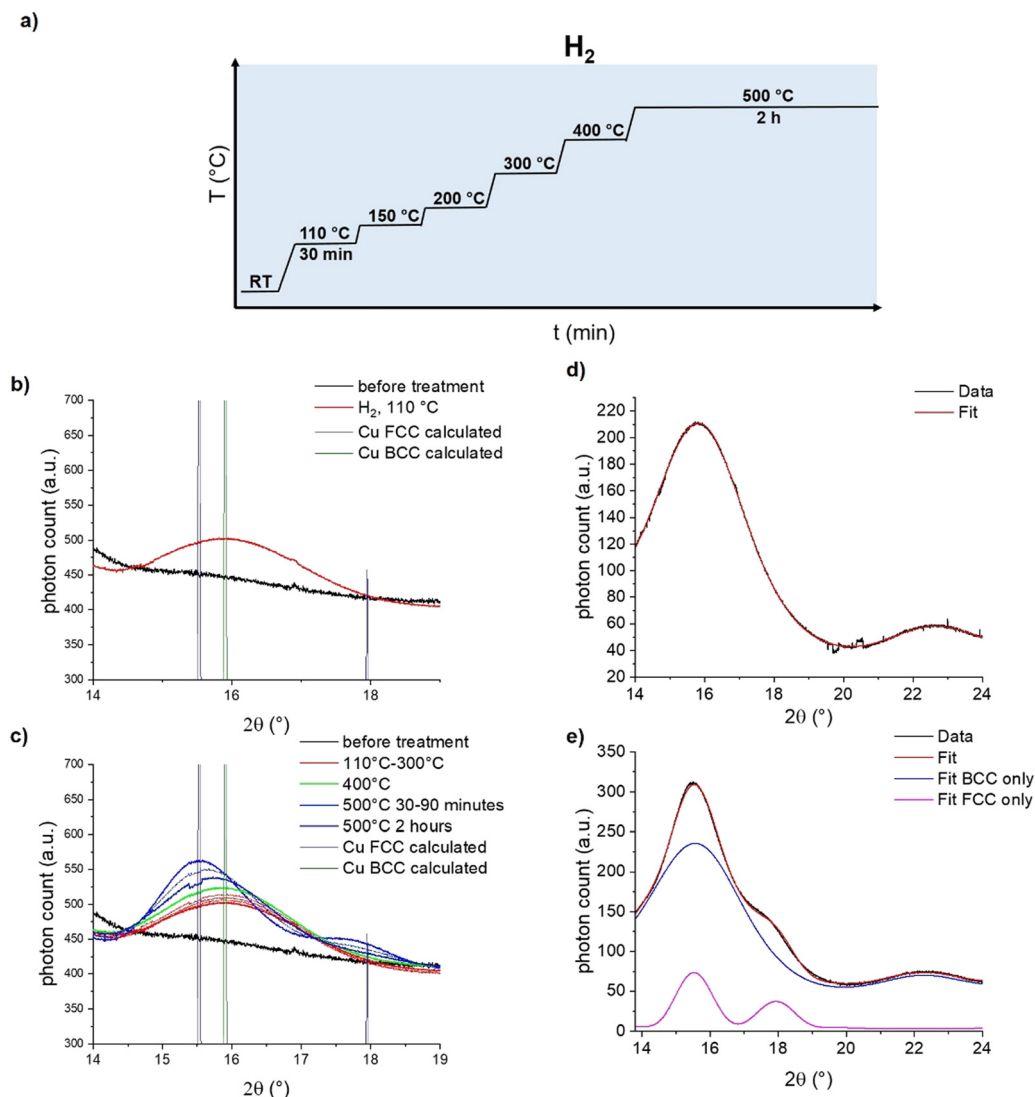 a)
H2
T (°C)
RT
110 °C
30 min
150 °C
200 °C
300 °C
400 °C
500 °C
2 h
t (min)
b)
photon count (a.u.)
700
650
600
550
500
450
400
350
300
14 15 16 17 18 19
2θ (°)
before treatment
H2, 110 °C
Cu FCC calculated
Cu BCC calculated
d)
photon count (a.u.)
220
200
180
160
140
120
100
80
60
40
20
14 16 18 20 22 24
2θ (°)
Data
Fit
c)
photon count (a.u.)
700
650
600
550
500
450
400
350
300
14 15 16 17 18 19
2θ (°)
before treatment
110°C-300°C
400°C
500°C 30-90 minutes
500°C 2 hours
Cu FCC calculated
Cu BCC calculated
e)
photon count (a.u.)
350
300
250
200
150
100
50
0
14 16 18 20 22 24
2θ (°)
Data
Fit
Fit BCC only
Fit FCC only